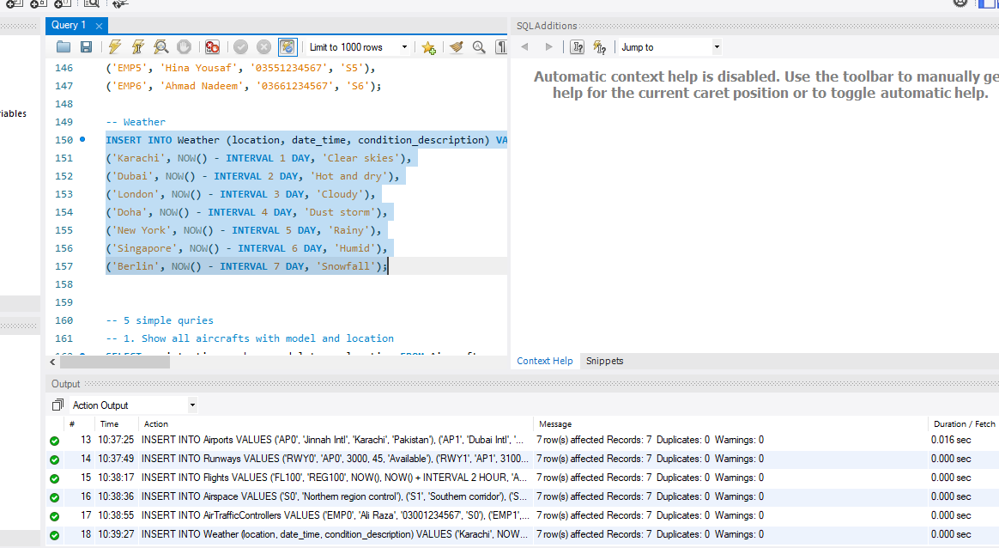 Query 1
SQLAdditions
Limit to 1000 rows
Jump to
iables
146 ('EMP5', 'Hina Yousaf', '03551234567', 'S5'),
147 ('EMP6', 'Ahmad Nadeem', '03661234567', 'S6');
148
149 -- Weather
150 INSERT INTO Weather (location, date_time, condition_description) VA
151 ('Karachi', NOW() - INTERVAL 1 DAY, 'Clear skies'),
152 ('Dubai', NOW() - INTERVAL 2 DAY, 'Hot and dry'),
153 ('London', NOW() - INTERVAL 3 DAY, 'Cloudy'),
154 ('Doha', NOW() - INTERVAL 4 DAY, 'Dust storm'),
155 ('New York', NOW() - INTERVAL 5 DAY, 'Rainy'),
156 ('Singapore', NOW() - INTERVAL 6 DAY, 'Humid'),
157 ('Berlin', NOW() - INTERVAL 7 DAY, 'Snowfall');
158
159
160 -- 5 simple quries
161 -- 1. Show all aircrafts with model and location
Automatic context help is disabled. Use the toolbar to manually ge
help for the current caret position or to toggle automatic help.
Context Help Snippets
Output
Action Output
# Time Action Message Duration / Fetch
13 10:37:25 INSERT INTO Airports VALUES ('AP0', 'Jinnah Intl', 'Karachi', 'Pakistan'), ('AP1', 'Dubai Intl', '... 7 row(s) affected Records: 7 Duplicates: 0 Warnings: 0 0.016 sec
14 10:37:49 INSERT INTO Runways VALUES ('RWY0', 'AP0', 3000, 45, 'Available'), ('RWY1', 'AP1', 3100... 7 row(s) affected Records: 7 Duplicates: 0 Warnings: 0 0.000 sec
15 10:38:17 INSERT INTO Flights VALUES ('FL100', 'REG100', NOW(), NOW() + INTERVAL 2 HOUR, 'A... 7 row(s) affected Records: 7 Duplicates: 0 Warnings: 0 0.000 sec
16 10:38:36 INSERT INTO Airspace VALUES ('S0', 'Northern region control'), ('S1', 'Southern corridor'), ('S... 7 row(s) affected Records: 7 Duplicates: 0 Warnings: 0 0.000 sec
17 10:38:55 INSERT INTO AirTrafficControllers VALUES ('EMP0', 'Ali Raza', '03001234567', 'S0'), ('EMP1',... 7 row(s) affected Records: 7 Duplicates: 0 Warnings: 0 0.000 sec
18 10:39:27 INSERT INTO Weather (location, date_time, condition_description) VALUES ('Karachi', NOW... 7 row(s) affected Records: 7 Duplicates: 0 Warnings: 0 0.000 sec